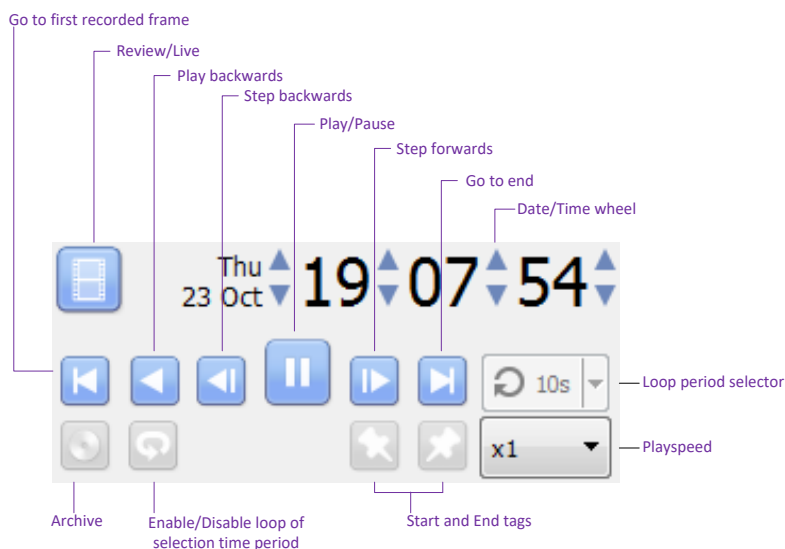 Go to first recorded frame
Review/Live
Play backwards
Step backwards
Play/Pause
Step forwards
Go to end
Date/Time wheel
Thu
23 Oct
19 07 54
10s
Loop period selector
x1
Playspeed
Archive
Enable/Disable loop of
selection time period
Start and End tags